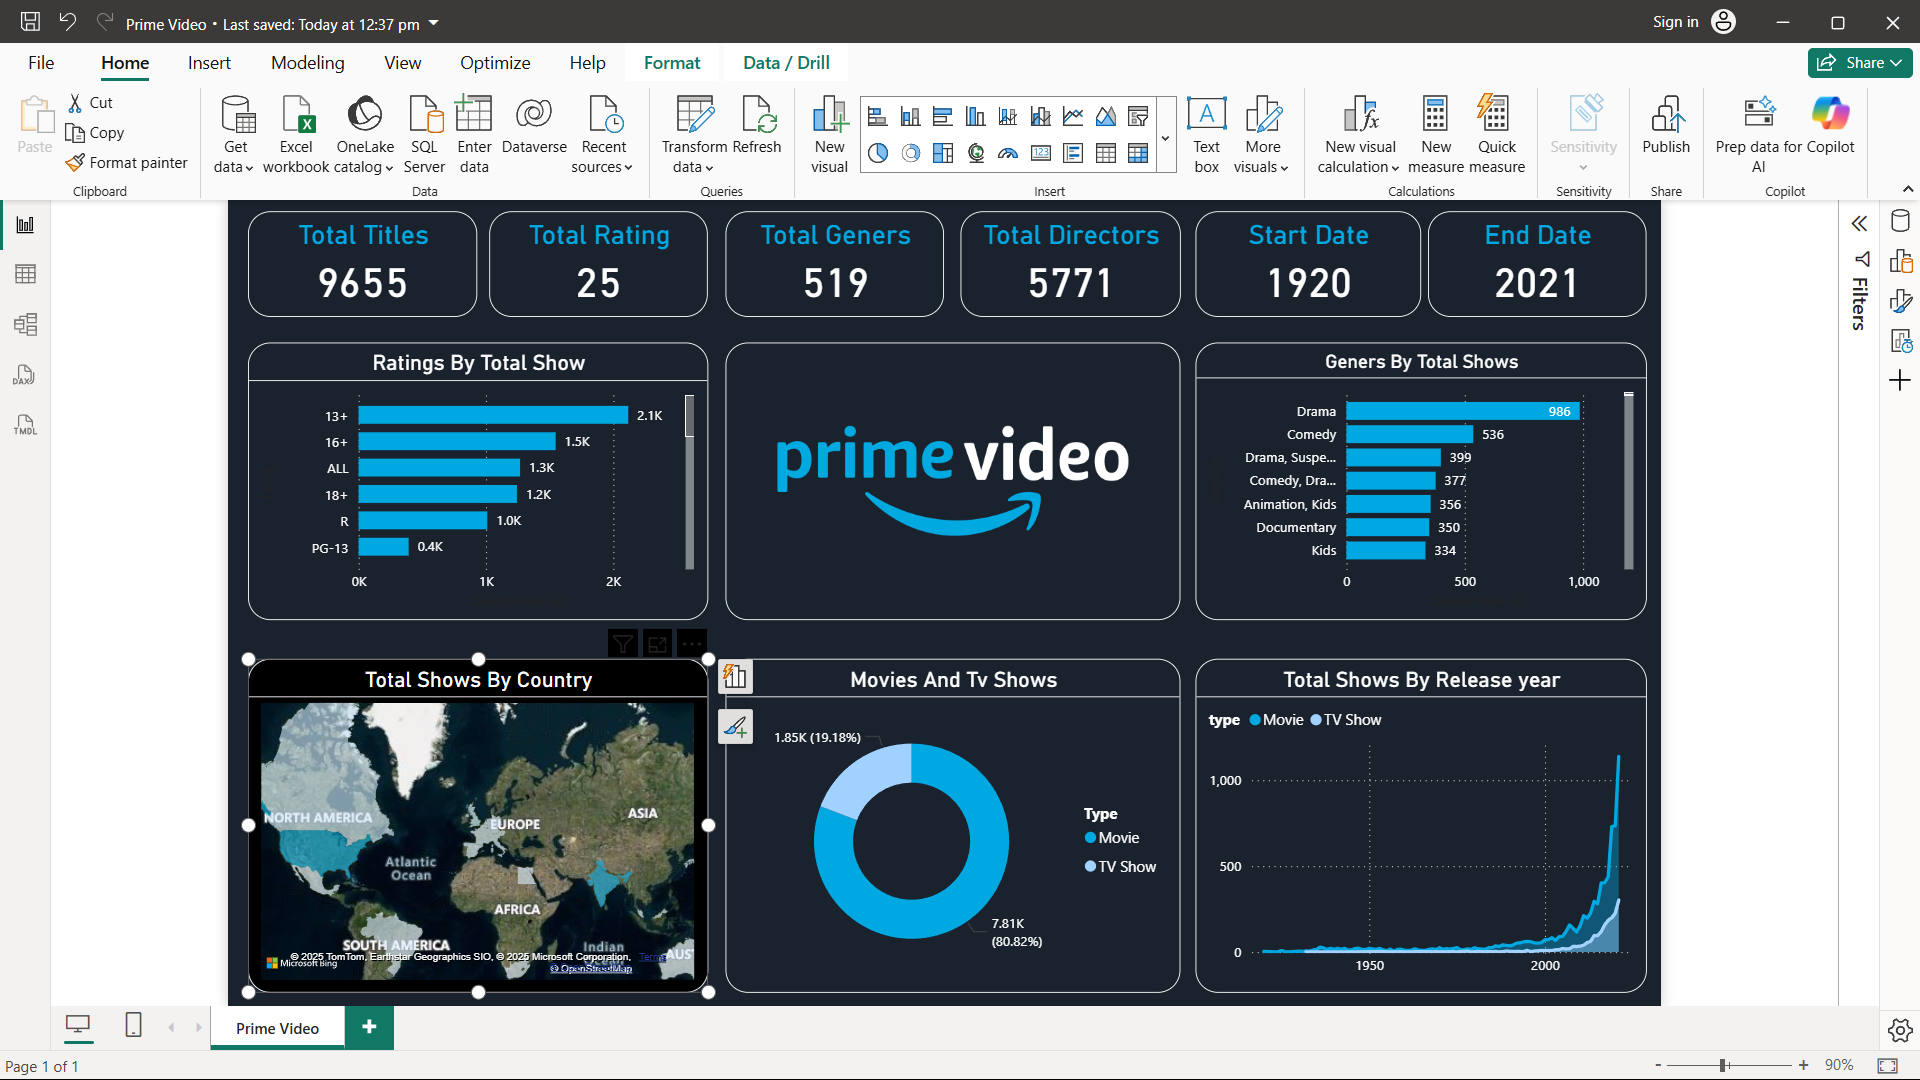 Prime Video • Last saved: Today at 12:37 pm
Sign in
File Home Insert Modeling View Optimize Help Format Data / Drill
Share
Paste
Cut
Copy
Format painter
Clipboard
Get data
Excel workbook
OneLake catalog
SQL Server
Enter data
Dataverse
Recent sources
Data
Transform data
Refresh
Queries
New visual
Text box
More visuals
Insert
New visual calculation
New measure
Quick measure
Calculations
Sensitivity
Sensitivity
Publish
Share
Prep data for AI
Copilot
Copilot
DAX
TMDL
Filters
Total Titles
9655
Total Rating
25
Total Geners
519
Total Directors
5771
Start Date
1920
End Date
2021
Ratings By Total Show
13+ 2.1K
16+ 1.5K
ALL 1.3K
18+ 1.2K
R 1.0K
PG-13 0.4K
0K 1K 2K
prime video
Geners By Total Shows
Drama 986
Comedy 536
Drama, Suspe... 399
Comedy, Dra... 377
Animation, Kids 356
Documentary 350
Kids 334
0 500 1,000
Total Shows By Country
NORTH AMERICA
EUROPE
ASIA
Atlantic
Ocean
AFRICA
SOUTH AMERICA
Indian
AUS
© 2025 TomTom, Earthstar Geographics SIO, © 2025 Microsoft Corporation,
Microsoft Bing
© OpenStreetMap
Movies And Tv Shows
1.85K (19.18%)
7.81K
(80.82%)
Type
Movie
TV Show
Total Shows By Release year
type Movie TV Show
1,000
500
0
1950 2000
Prime Video
Page 1 of 1
- + 90%